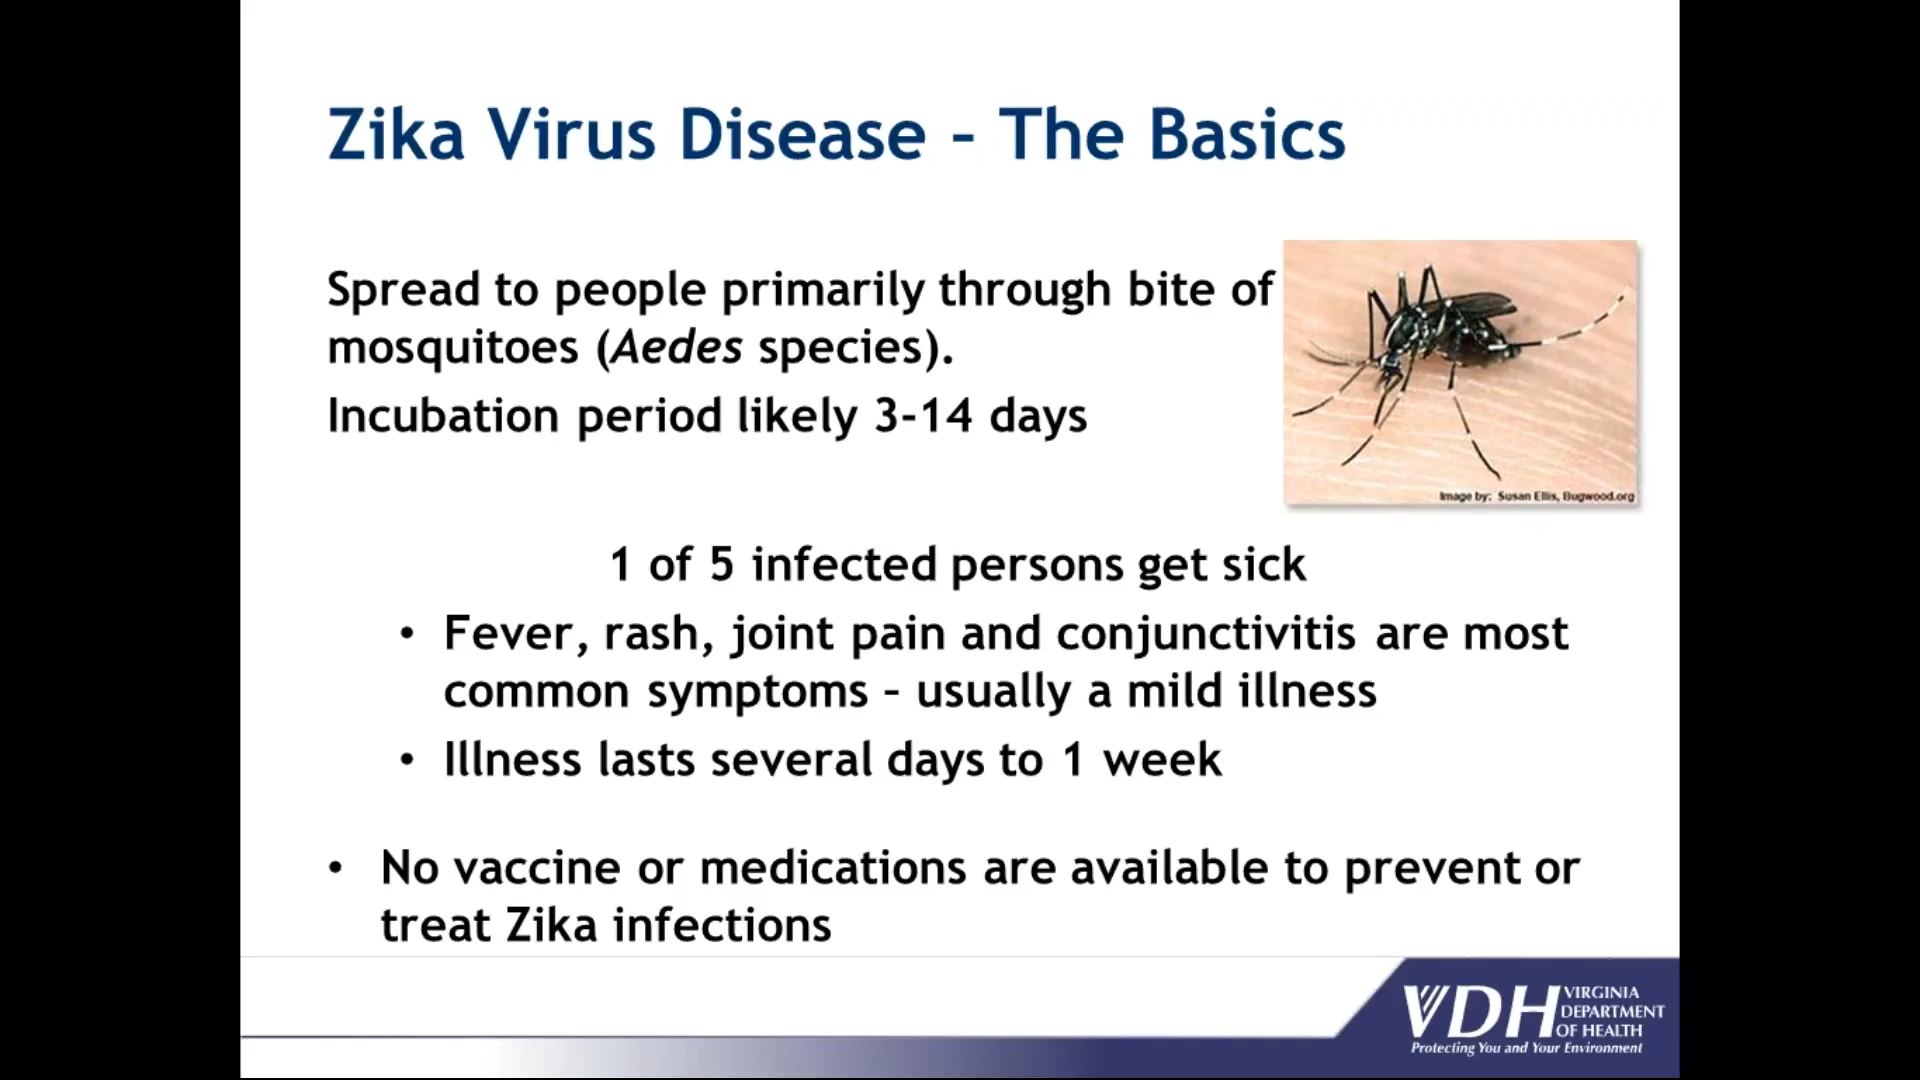 Zika Virus Disease – The Basics
Spread to people primarily through bite of
mosquitoes (Aedes species).
Incubation period likely 3-14 days
Image by: Susan Ellis, Bugwood.org
1 of 5 infected persons get sick
• Fever, rash, joint pain and conjunctivitis are most
common symptoms – usually a mild illness
• Illness lasts several days to 1 week
• No vaccine or medications are available to prevent or
treat Zika infections
VDH
VIRGINIA
DEPARTMENT
OF HEALTH
Protecting You and Your Environment